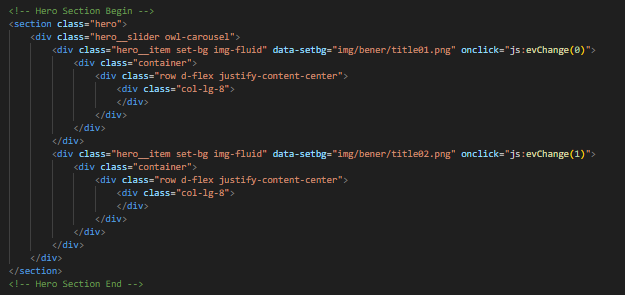 <!-- Hero Section Begin -->
<section class="hero">
<div class="hero__slider owl-carousel">
<div class="hero__item set-bg img-fluid" data-setbg="img/bener/title01.png" onclick="js:evChange(0)">
<div class="container">
<div class="row d-flex justify-content-center">
<div class="col-lg-8">
</div>
</div>
</div>
</div>
<div class="hero__item set-bg img-fluid" data-setbg="img/bener/title02.png" onclick="js:evChange(1)">
<div class="container">
<div class="row d-flex justify-content-center">
<div class="col-lg-8">
</div>
</div>
</div>
</div>
</div>
</section>
<!-- Hero Section End -->